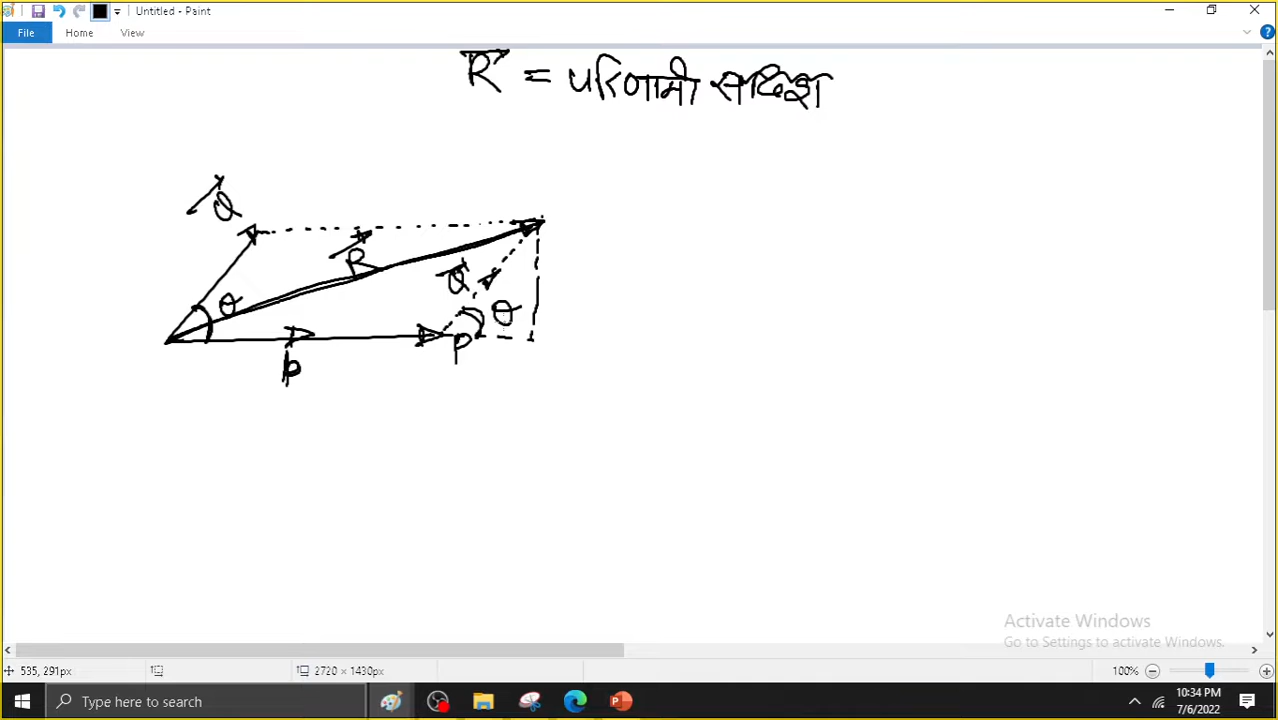 Untitled - Paint
File Home View
R = परिणामी सदिश
Q
R
Q
θ
θ
P
p
Activate Windows
Go to Settings to activate Windows.
535, 291px
2720 × 1430px
100%
Type here to search
10:34 PM
7/6/2022